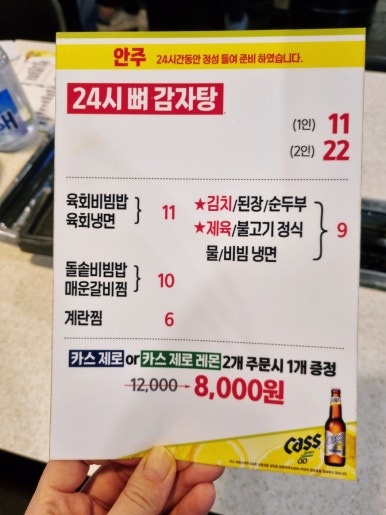 안주 24시간동안 정성 들여 준비 하였습니다.
24시 뼈 감자탕
(1인) 11
(2인) 22
육회비빔밥
육회냉면
11
★김치/된장/순두부
★제육/불고기 정식
물/비빔 냉면
9
돌솥비빔밥
매운갈비찜
10
계란찜 6
카스 제로 or 카스 제로 레몬 2개 주문시 1개 증정
12,000 → 8,000원
Cass
0.0